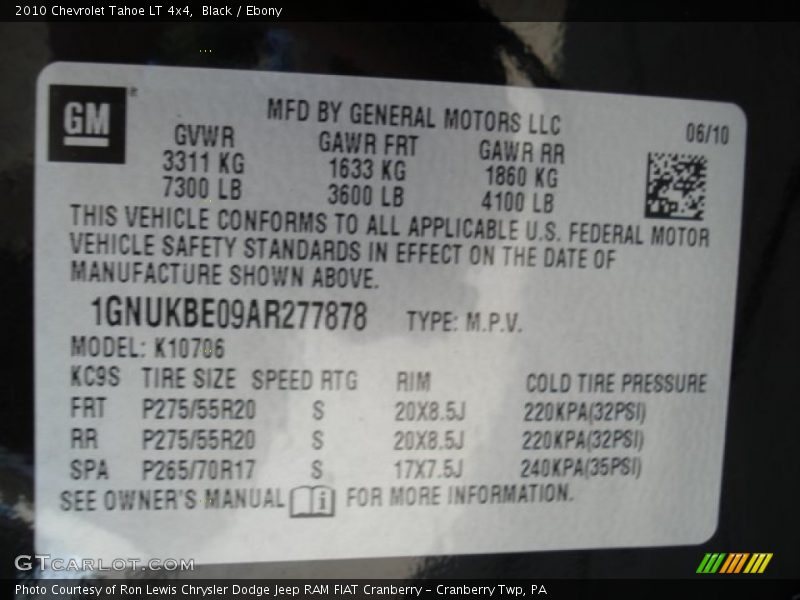 2010 Chevrolet Tahoe LT 4x4, Black / Ebony
GM
MFD BY GENERAL MOTORS LLC
06/10
GVWR GAWR FRT GAWR RR
3311 KG 1633 KG 1860 KG
7300 LB 3600 LB 4100 LB
THIS VEHICLE CONFORMS TO ALL APPLICABLE U.S. FEDERAL MOTOR
VEHICLE SAFETY STANDARDS IN EFFECT ON THE DATE OF
MANUFACTURE SHOWN ABOVE.
1GNUKBE09AR277878 TYPE: M.P.V.
MODEL: K10706
KC9S TIRE SIZE SPEED RTG RIM COLD TIRE PRESSURE
FRT P275/55R20 S 20X8.5J 220KPA(32PSI)
RR P275/55R20 S 20X8.5J 220KPA(32PSI)
SPA P265/70R17 S 17X7.5J 240KPA(35PSI)
SEE OWNER'S MANUAL i FOR MORE INFORMATION.
GTCARLOT.COM
Photo Courtesy of Ron Lewis Chrysler Dodge Jeep RAM FIAT Cranberry - Cranberry Twp, PA